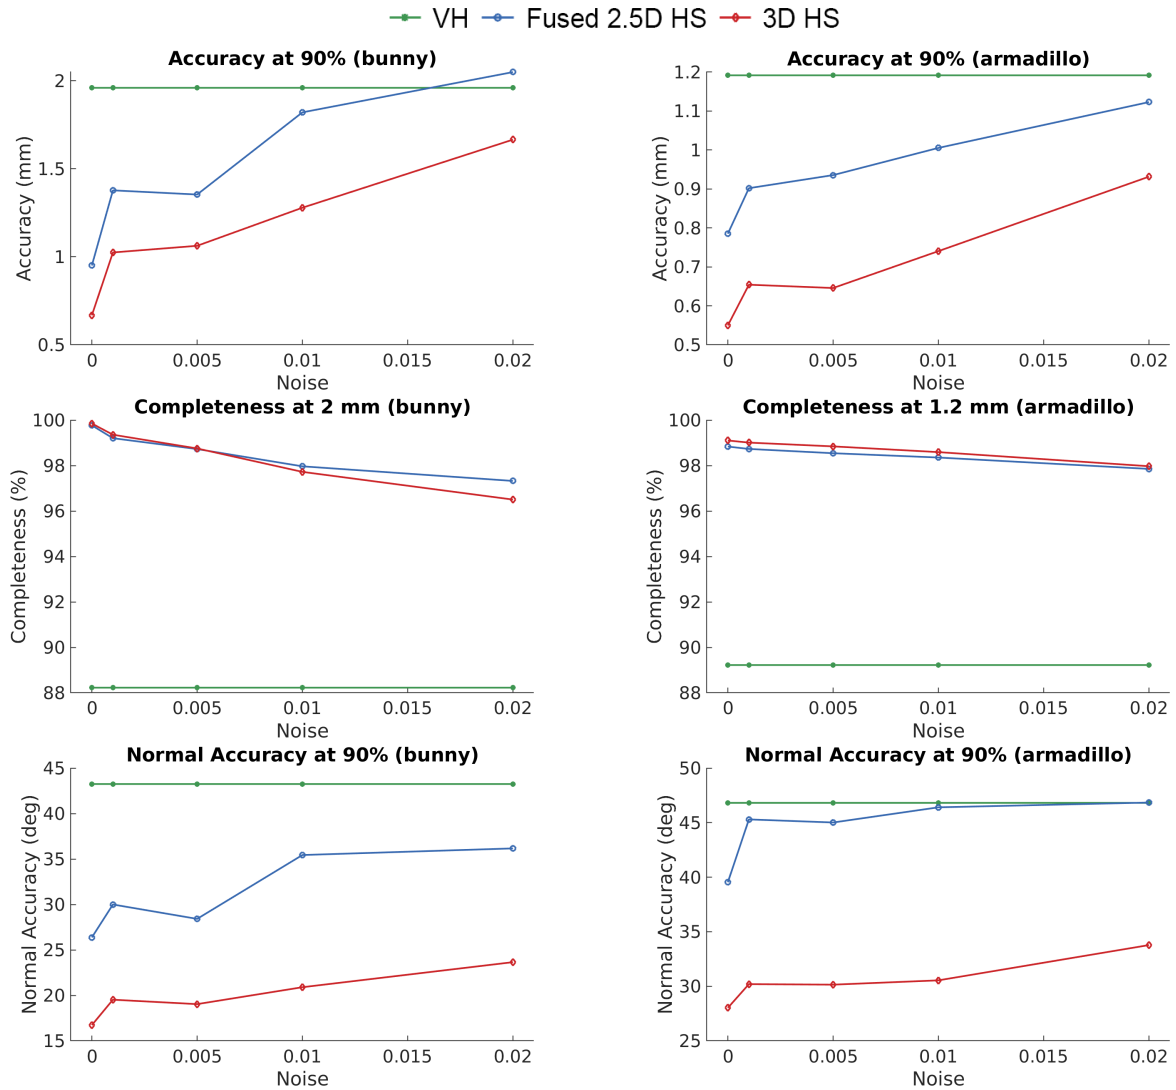 VH Fused 2.5D HS 3D HS
Accuracy at 90% (bunny)
Accuracy (mm)
2
1.5
1
0.5
0 0.005 0.01 0.015 0.02
Noise
Accuracy at 90% (armadillo)
Accuracy (mm)
1.2
1.1
1
0.9
0.8
0.7
0.6
0.5
0 0.005 0.01 0.015 0.02
Noise
Completeness at 2 mm (bunny)
Completeness (%)
100
98
96
94
92
90
88
0 0.005 0.01 0.015 0.02
Noise
Completeness at 1.2 mm (armadillo)
Completeness (%)
100
98
96
94
92
90
88
0 0.005 0.01 0.015 0.02
Noise
Normal Accuracy at 90% (bunny)
Normal Accuracy (deg)
45
40
35
30
25
20
15
0 0.005 0.01 0.015 0.02
Noise
Normal Accuracy at 90% (armadillo)
Normal Accuracy (deg)
50
45
40
35
30
25
0 0.005 0.01 0.015 0.02
Noise